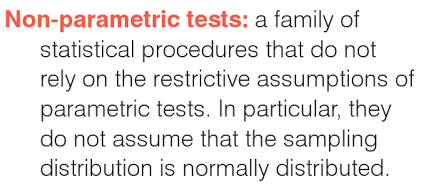 Non-parametric tests: a family of
statistical procedures that do not
rely on the restrictive assumptions of
parametric tests. In particular, they
do not assume that the sampling
distribution is normally distributed.